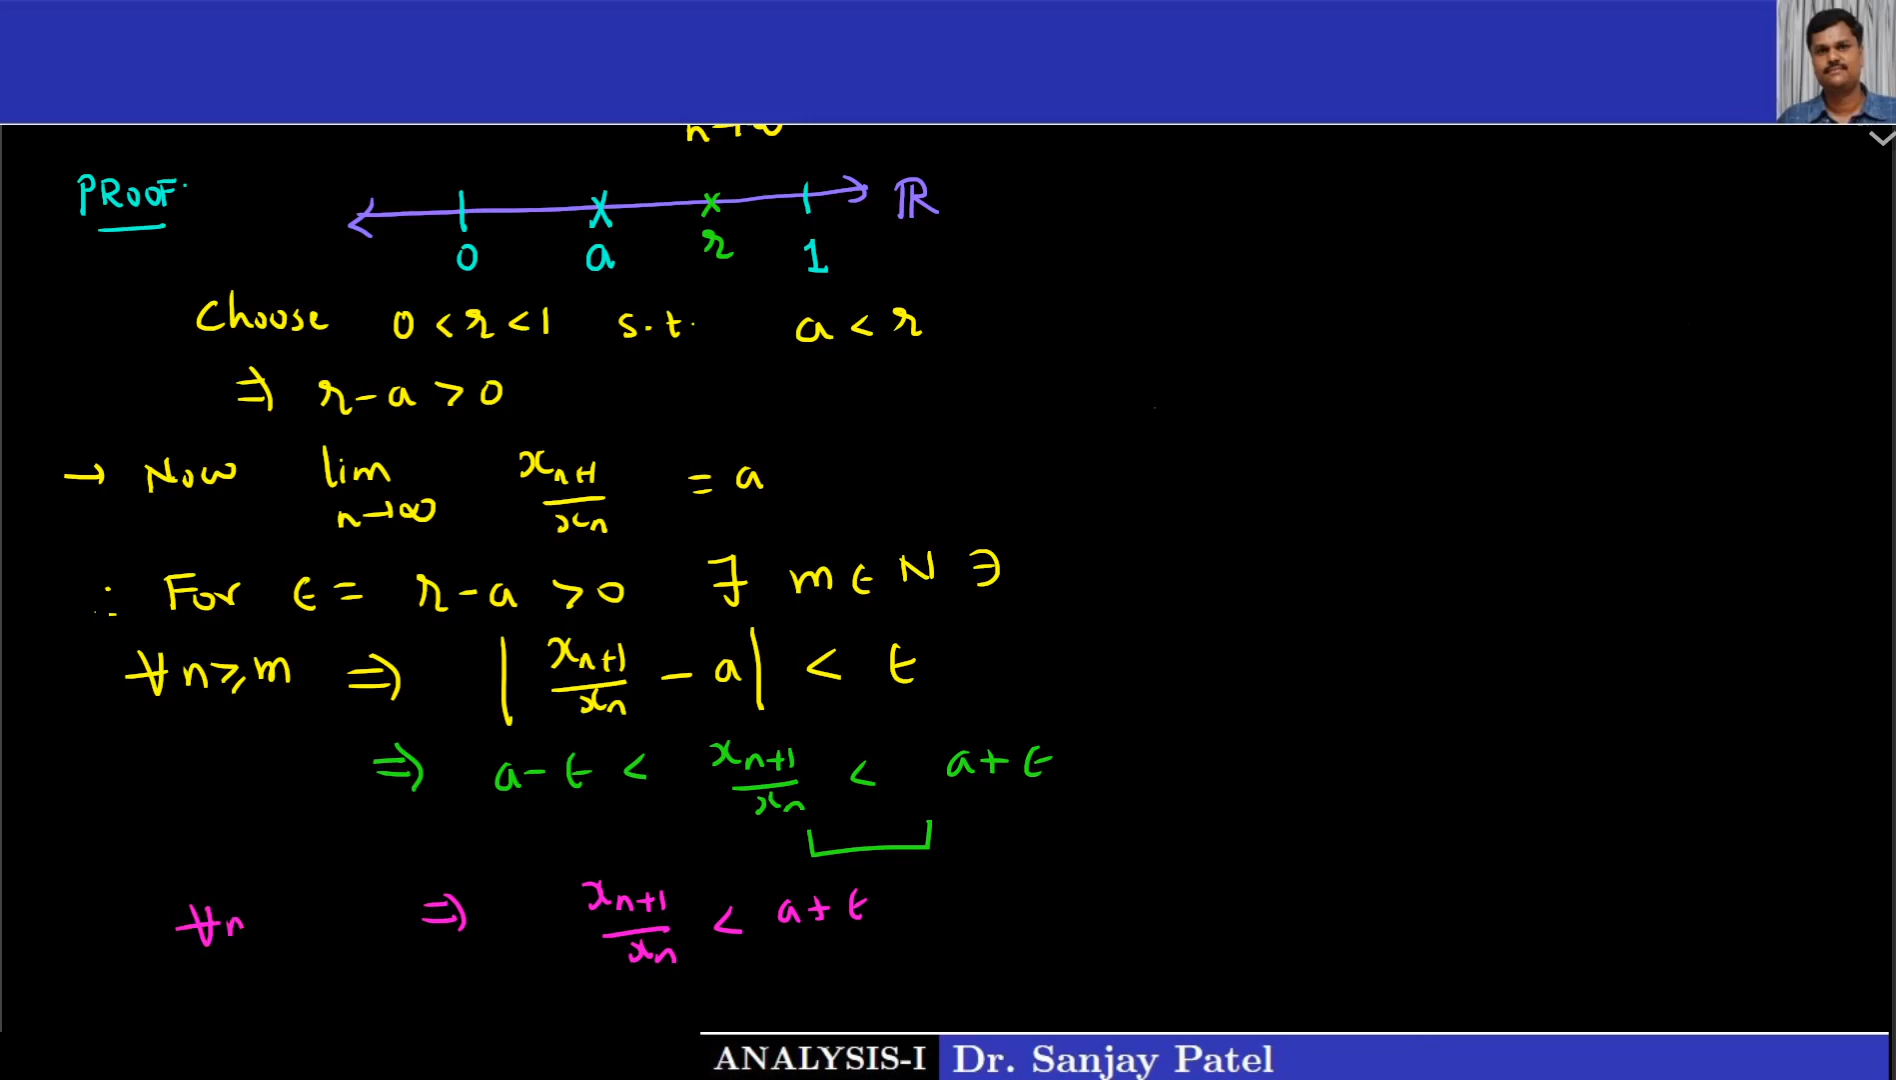 n→∞
PROOF:
ℝ
0 a r 1
Choose 0 < r < 1 s.t. a < r
⇒ r - a > 0
→ Now lim n→∞ x_{n+1}/x_n = a
∴ For ϵ = r - a > 0 ∃ m ∈ N ∋
∀ n ≥ m ⇒ | x_{n+1}/x_n - a | < ϵ
⇒ a - ϵ < x_{n+1}/x_n < a + ϵ
∀n ⇒ x_{n+1}/x_n < a + ϵ
ANALYSIS-I Dr. Sanjay Patel